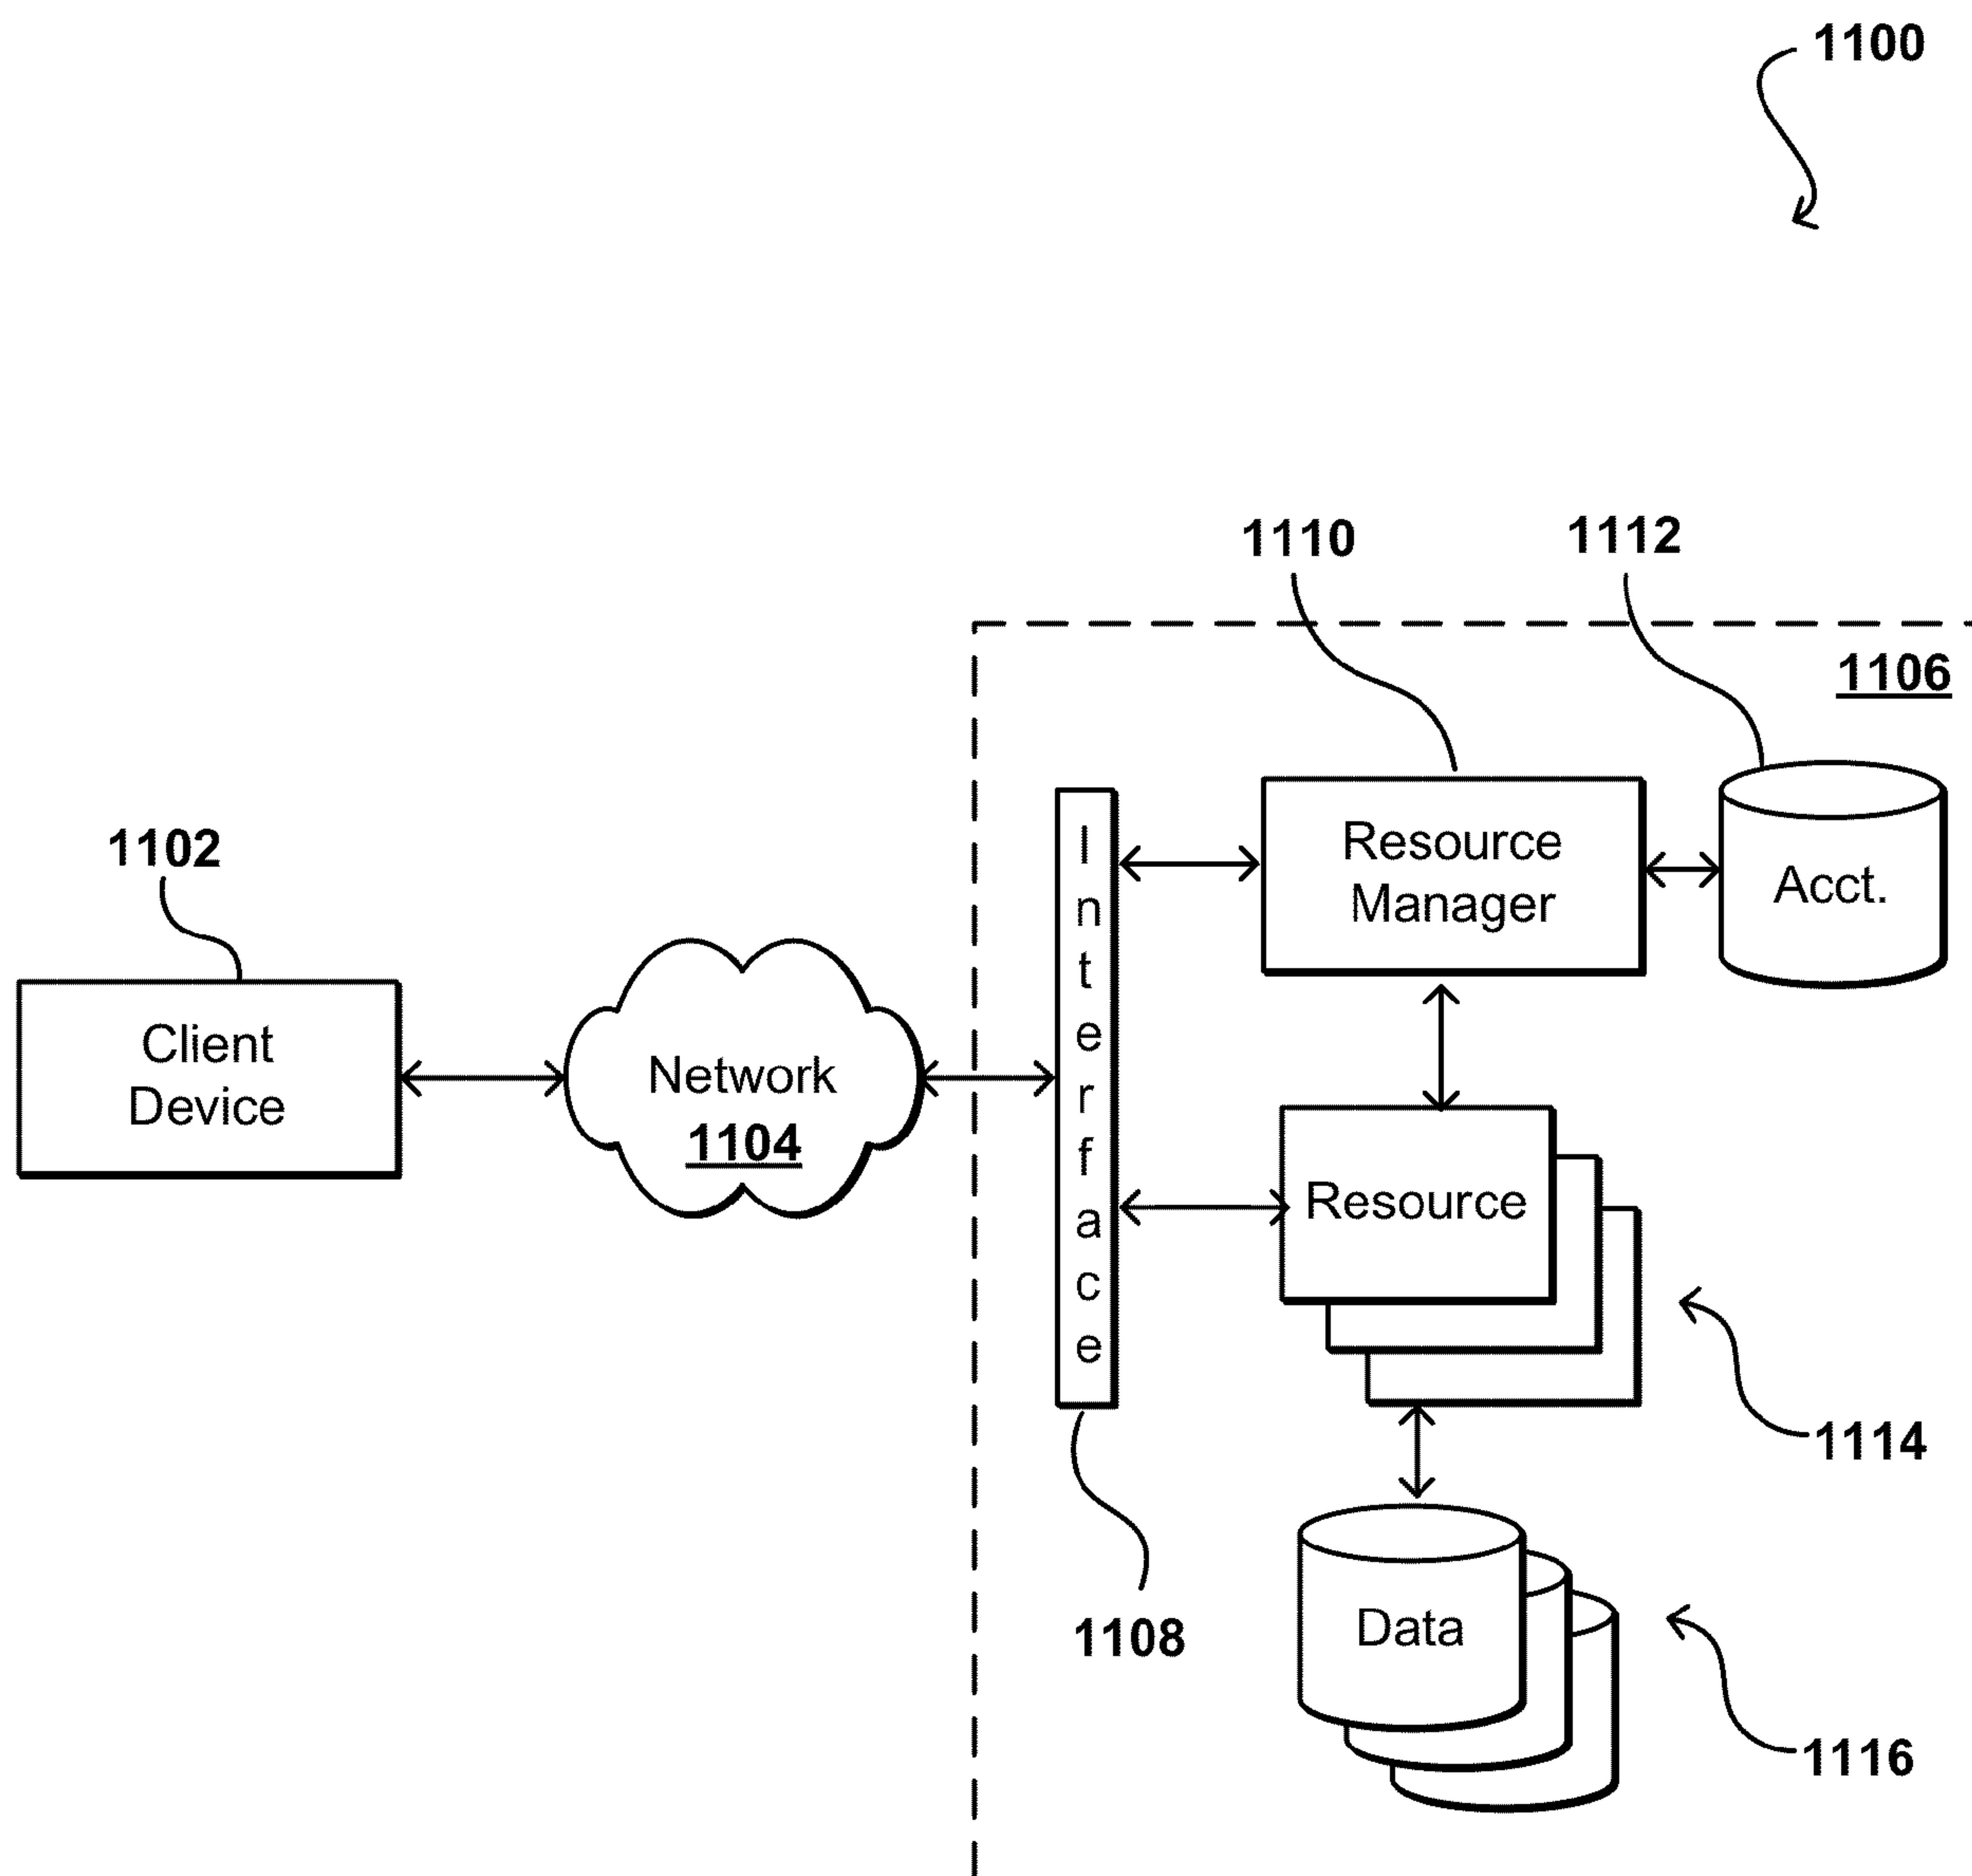 1100
1110
1112
1106
1102
Resource
Manager
Acct.
Interface
Client
Device
Network
1104
Resource
1114
1108
Data
1116